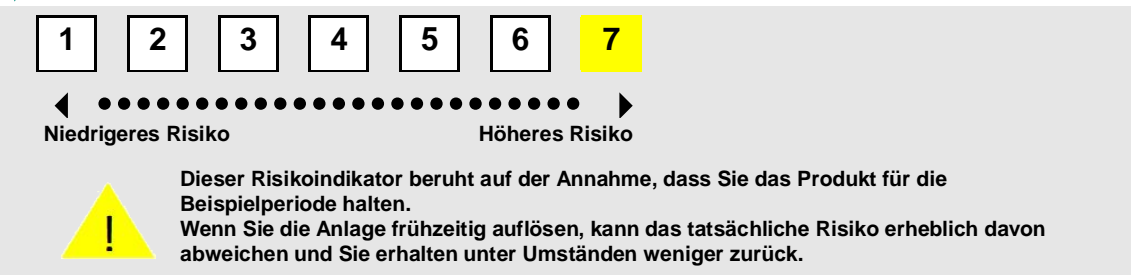 1 2 3 4 5 6 7
Niedrigeres Risiko Höheres Risiko
Dieser Risikoindikator beruht auf der Annahme, dass Sie das Produkt für die
Beispielperiode halten.
!
Wenn Sie die Anlage frühzeitig auflösen, kann das tatsächliche Risiko erheblich davon
abweichen und Sie erhalten unter Umständen weniger zurück.